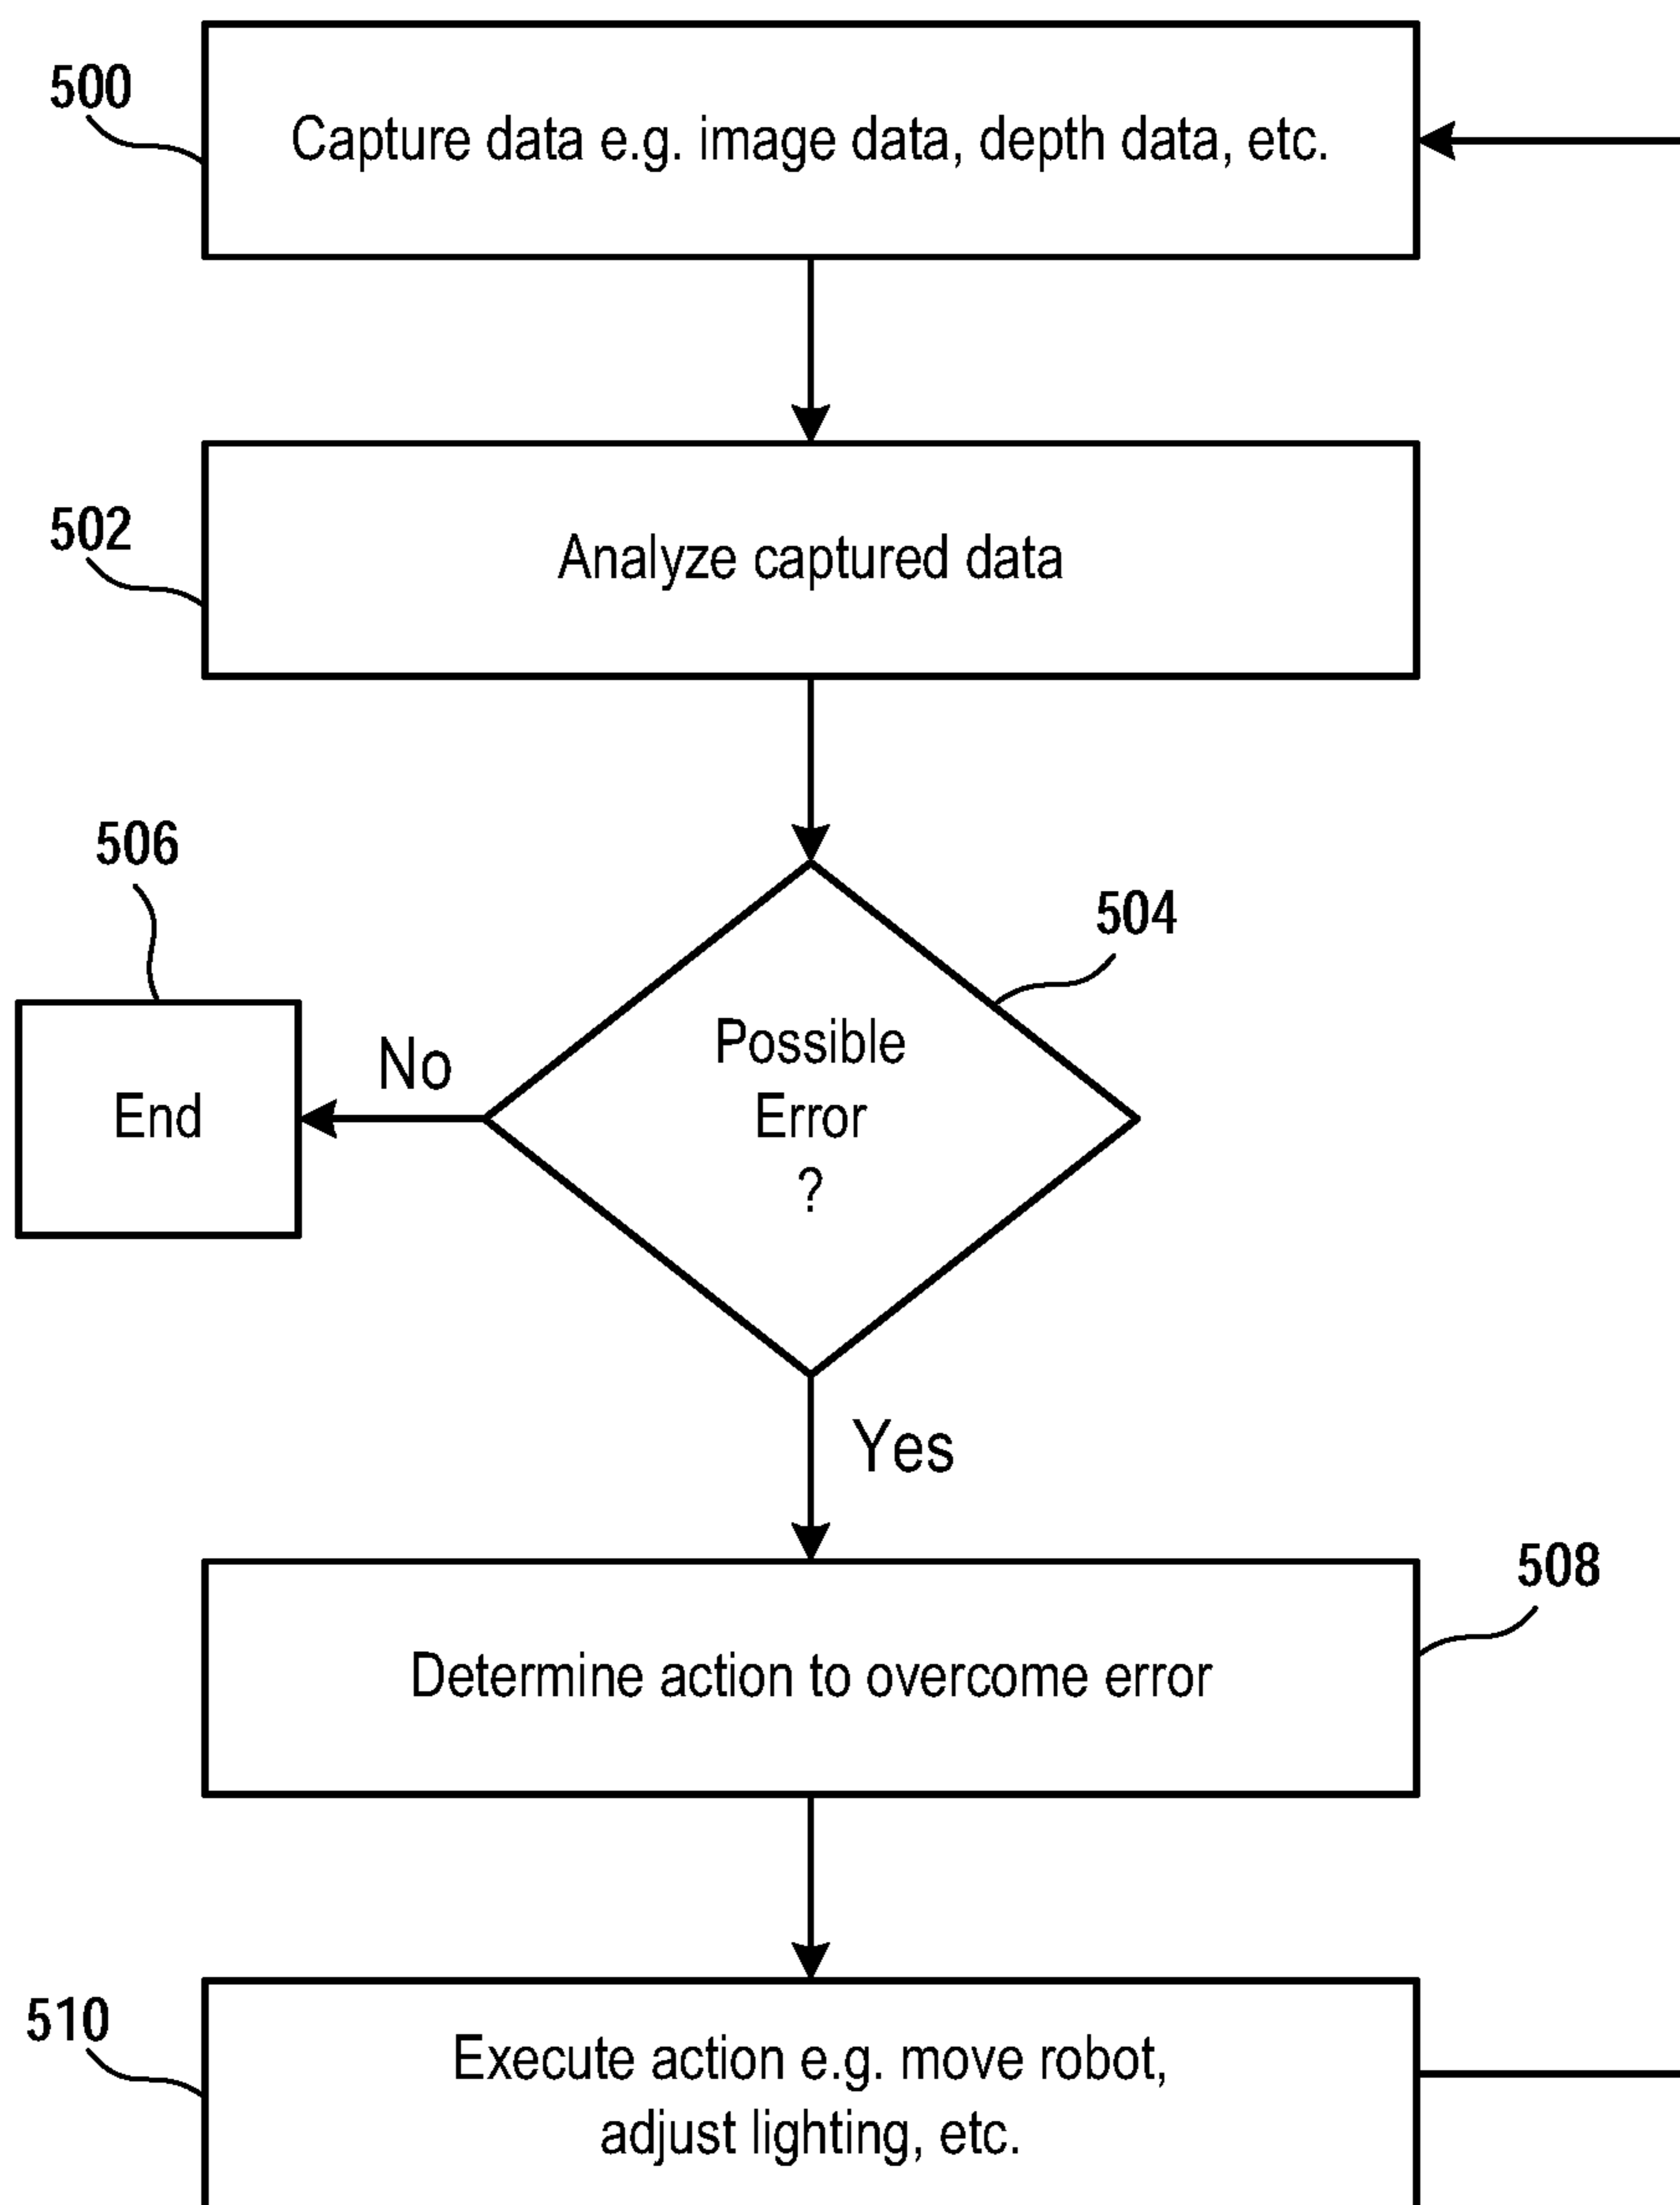 500
Capture data e.g. image data, depth data, etc.
502
Analyze captured data
506
504
Possible
Error
?
No
End
Yes
508
Determine action to overcome error
510
Execute action e.g. move robot,
adjust lighting, etc.